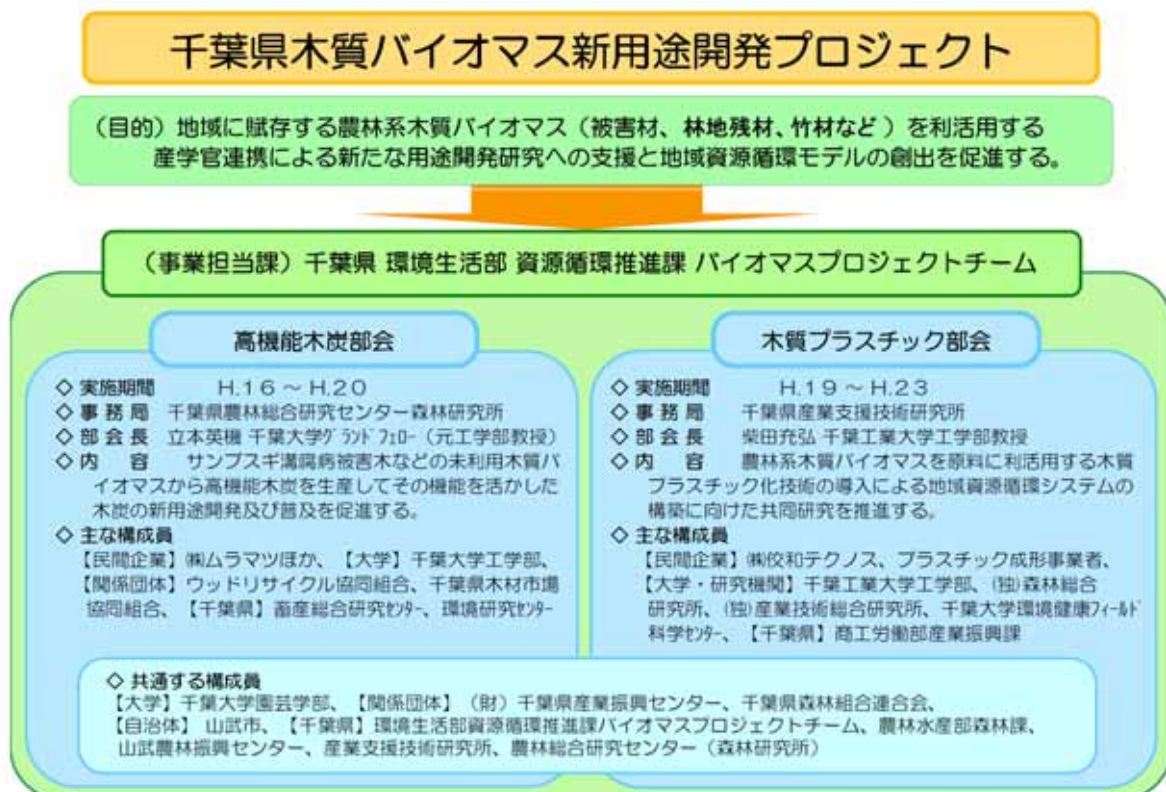 千葉県木質バイオマス新用途開発プロジェクト
（目的）地域に賦存する農林系木質バイオマス（被害材、林地残材、竹材など）を利活用する
産学官連携による新たな用途開発研究への支援と地域資源循環モデルの創出を促進する。
（事業担当課）千葉県 環境生活部 資源循環推進課 バイオマスプロジェクトチーム
高機能木炭部会
◇ 実施期間 H.16 ～ H.20
◇ 事務局 千葉県農林総合研究センター森林研究所
◇ 部会長 立本英機 千葉大学グランドフェロー（元工学部教授）
◇ 内容 サンブスギ溝腐病被害木などの未利用木質バ
イオマスから高機能木炭を生産してその機能を活かした
木炭の新用途開発及び普及を促進する。
◇ 主な構成員
【民間企業】㈱ムラマツほか、【大学】千葉大学工学部、
【関係団体】ウッドリサイクル協同組合、千葉県木材市場
協同組合、【千葉県】畜産総合研究センター、環境研究センター
木質プラスチック部会
◇ 実施期間 H.19 ～ H.23
◇ 事務局 千葉県産業支援技術研究所
◇ 部会長 柴田充弘 千葉工業大学工学部教授
◇ 内容 農林系木質バイオマスを原料に利活用する木質
プラスチック化技術の導入による地域資源循環システムの
構築に向けた共同研究を推進する。
◇ 主な構成員
【民間企業】㈱佼和テクノス、プラスチック成形事業者、
【大学・研究機関】千葉工業大学工学部、(独)森林総合
研究所、(独)産業技術総合研究所、千葉大学環境健康フィールド
科学センター、【千葉県】商工労働部産業振興課
◇ 共通する構成員
【大学】千葉大学園芸学部、【関係団体】（財）千葉県産業振興センター、千葉県森林組合連合会、
【自治体】山武市、【千葉県】環境生活部資源循環推進課バイオマスプロジェクトチーム、農林水産部森林課、
山武農林振興センター、産業支援技術研究所、農林総合研究センター（森林研究所）